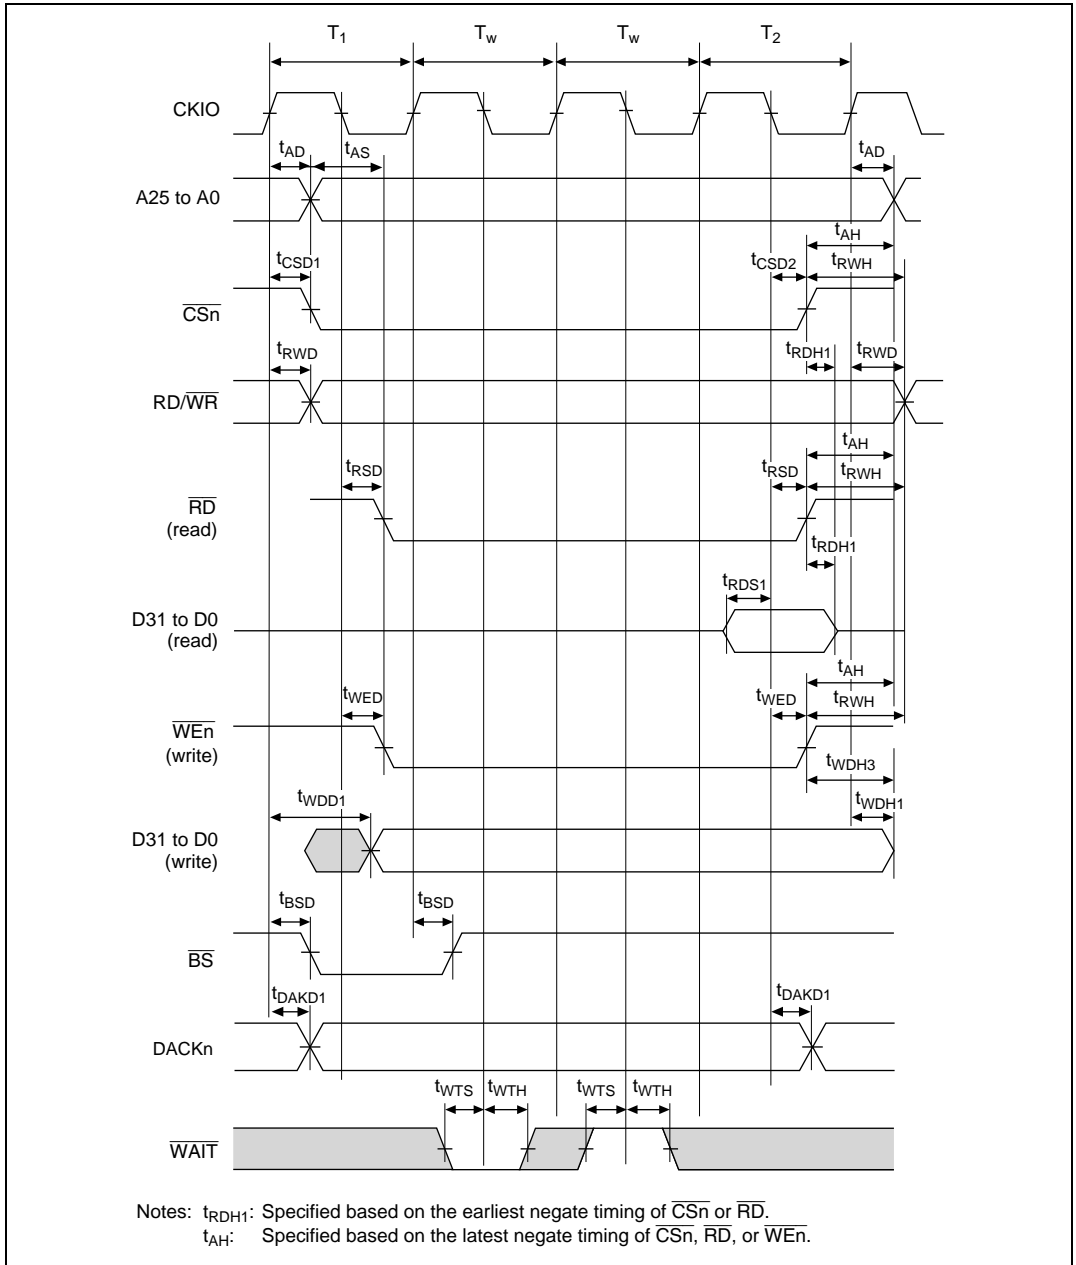 T1 Tw Tw T2
CKIO
tAD tAS tAD
A25 to A0
tAH
tCSD1 tCSD2 tRWH
CSn
tRWD tRDH1 tRWD
RD/WR
tAH
tRSD tRSD tRWH
RD
(read)
tRDH1
tRDS1
D31 to D0
(read)
tAH
tWED tWED tRWH
WEn
(write)
tWDH3
tWDD1 tWDH1
D31 to D0
(write)
tBSD tBSD
BS
tDAKD1 tDAKD1
DACKn
tWTS tWTH tWTS tWTH
WAIT
Notes: tRDH1: Specified based on the earliest negate timing of CSn or RD.
tAH: Specified based on the latest negate timing of CSn, RD, or WEn.